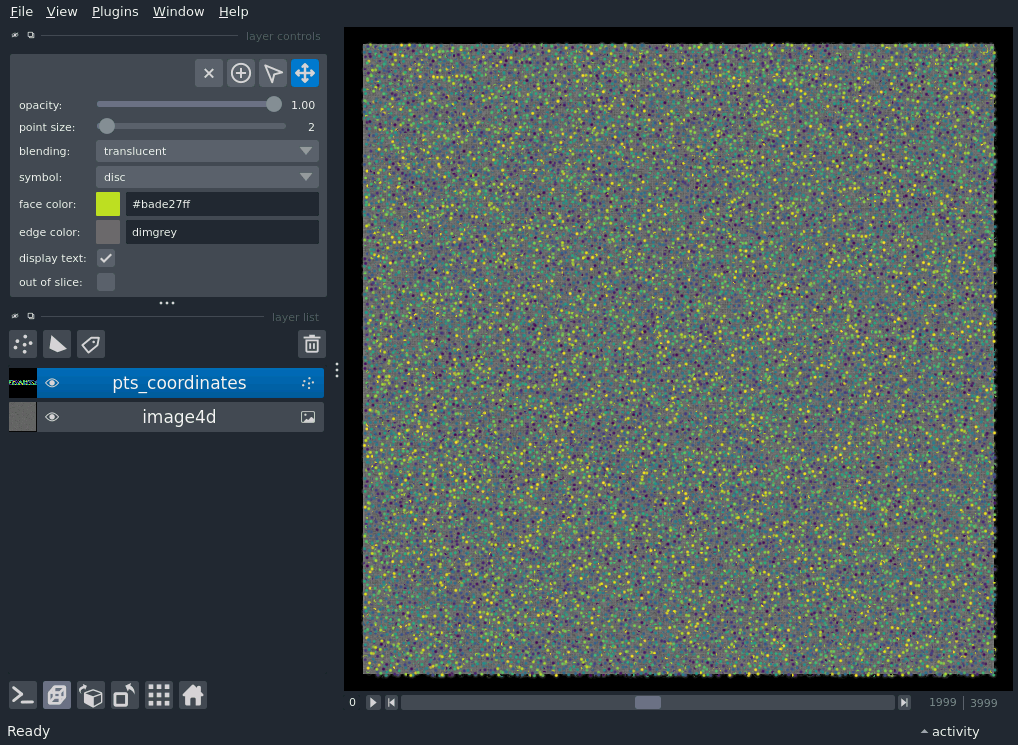 File View Plugins Window Help
layer controls
opacity: 1.00
point size: 2
blending: translucent
symbol: disc
face color: #bade27ff
edge color: dimgrey
display text:
out of slice:
layer list
pts_coordinates
image4d
0 1999 3999
Ready activity